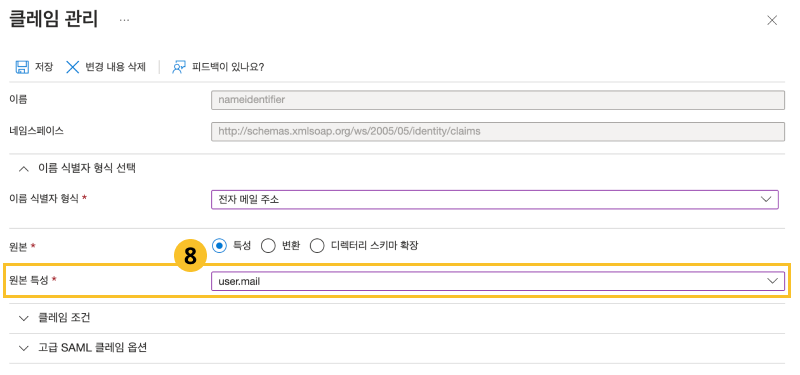 클레임 관리 ...
저장 변경 내용 삭제 피드백이 있나요?
이름 nameidentifier
네임스페이스 http://schemas.xmlsoap.org/ws/2005/05/identity/claims
이름 식별자 형식 선택
이름 식별자 형식 * 전자 메일 주소
원본 * 8 특성 변환 디렉터리 스키마 확장
원본 특성 * user.mail
클레임 조건
고급 SAML 클레임 옵션